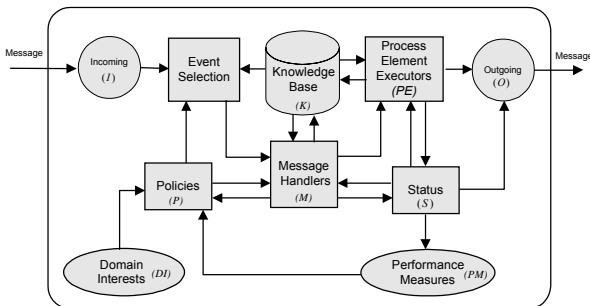 Message
Incoming
(I)
Event
Selection
Knowledge
Base
(K)
Process
Element
Executors
(PE)
Outgoing
(O)
Message
Policies
(P)
Message
Handlers
(M)
Status
(S)
Domain
Interests
(DI)
Performance
Measures
(PM)